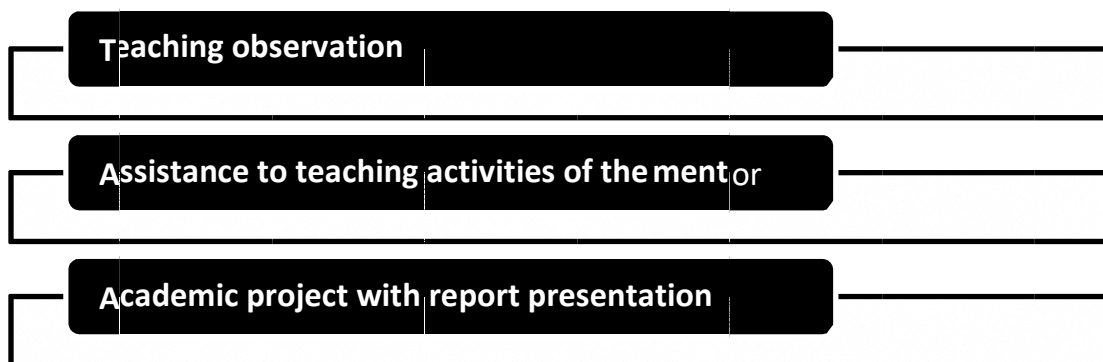 Teaching observation
Assistance to teaching activities of the mentor
Academic project with report presentation